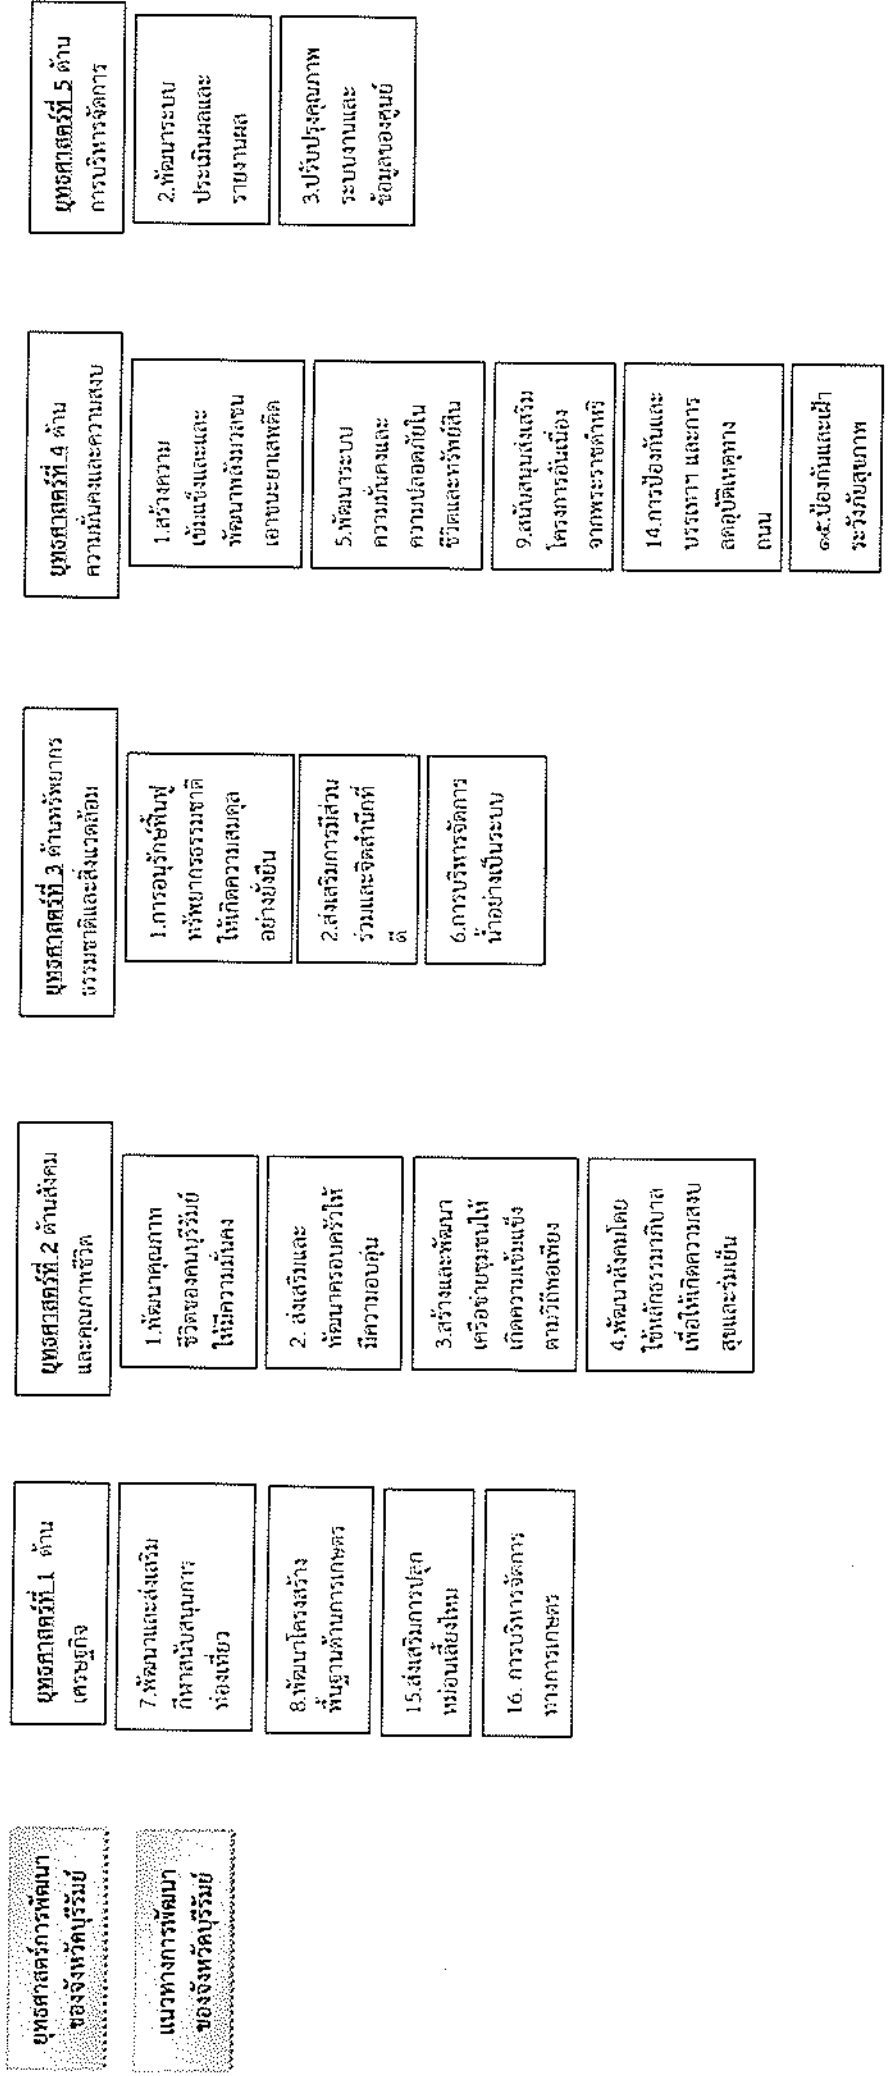 ยุทธศาสตร์การพัฒนา
ของจังหวัดบุรีรัมย์
ยุทธศาสตร์ที่ 1 ด้าน
เศรษฐกิจ
ยุทธศาสตร์ที่ 2 ด้านสังคม
และคุณภาพชีวิต
ยุทธศาสตร์ที่ 3 ด้านทรัพยากร
ธรรมชาติและสิ่งแวดล้อม
ยุทธศาสตร์ที่ 4 ด้าน
ความมั่นคงและความสงบ
ยุทธศาสตร์ที่ 5 ด้าน
การบริหารจัดการ
แนวทางการพัฒนา
ของจังหวัดบุรีรัมย์
7.พัฒนาและส่งเสริม
กีฬาสนับสนุนการ
ท่องเที่ยว
8.พัฒนาโครงสร้าง
พื้นฐานด้านการเกษตร
15.ส่งเสริมการปลูก
หม่อนเลี้ยงไหม
16. การบริหารจัดการ
ทางการเกษตร
1.พัฒนาคุณภาพ
ชีวิตของคนบุรีรัมย์
ให้มีความมั่นคง
2. ส่งเสริมและ
พัฒนาครอบครัวให้
มีความอบอุ่น
3.สร้างและพัฒนา
เครือข่ายชุมชนให้
เกิดความเข้มแข็ง
ตามวิถีพอเพียง
4.พัฒนาสังคมโดย
ใช้หลักธรรมาภิบาล
เพื่อให้เกิดความสงบ
สุขและร่มเย็น
1.การอนุรักษ์ฟื้นฟู
ทรัพยากรธรรมชาติ
ให้เกิดความสมดุล
อย่างยั่งยืน
2.ส่งเสริมการมีส่วน
ร่วมและจิตสำนึกที่
ดี
6.การบริหารจัดการ
น้ำอย่างเป็นระบบ
1.สร้างความ
เข้มแข็งและและ
พัฒนาพลังมวลชน
เอาชนะยาเสพติด
5.พัฒนาระบบ
ความมั่นคงและ
ความปลอดภัยใน
ชีวิตและทรัพย์สิน
9.สนับสนุนส่งเสริม
โครงการอันเนื่อง
จากพระราชดำหริ
14.การป้องกันและ
บรรเทาฯ และการ
ลดอุบัติเหตุทาง
ถนน
๑๕.ป้องกันและเฝ้า
ระวังภัยสุขภาพ
2.พัฒนาระบบ
ประเมินผลและ
รายงานผล
3.ปรับปรุงคุณภาพ
ระบบงานและ
ข้อมูลของศูนย์